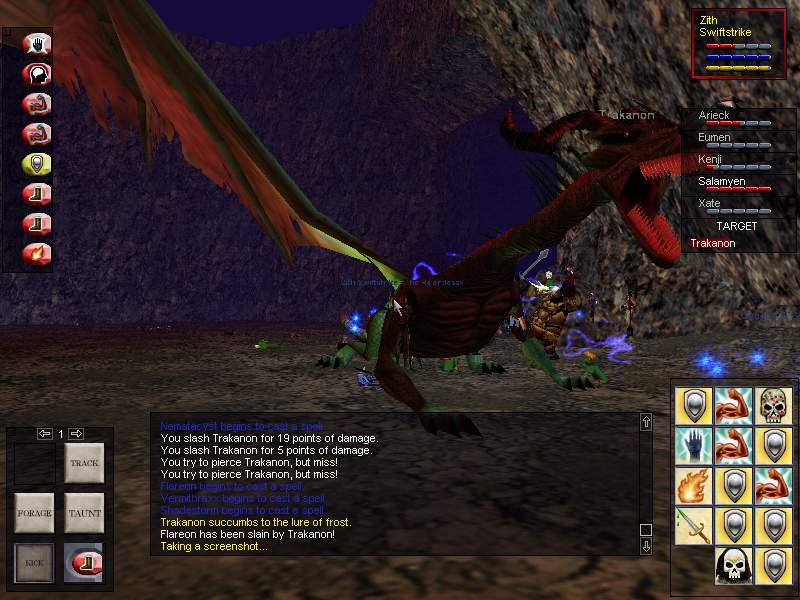 Zith
Swiftstrike
Trakanon
Arieck
Eumen
Kenji
Salamyen
Xate
TARGET
Trakanon
1
TRACK
FORAGE
TAUNT
KICK
Nematacyst begins to cast a spell.
You slash Trakanon for 19 points of damage.
You slash Trakanon for 5 points of damage.
You try to pierce Trakanon, but miss!
You try to pierce Trakanon, but miss!
Flareon begins to cast a spell.
Vermithraxx begins to cast a spell.
Shadestorm begins to cast a spell.
Trakanon succumbs to the lure of frost.
Flareon has been slain by Trakanon!
Taking a screenshot...